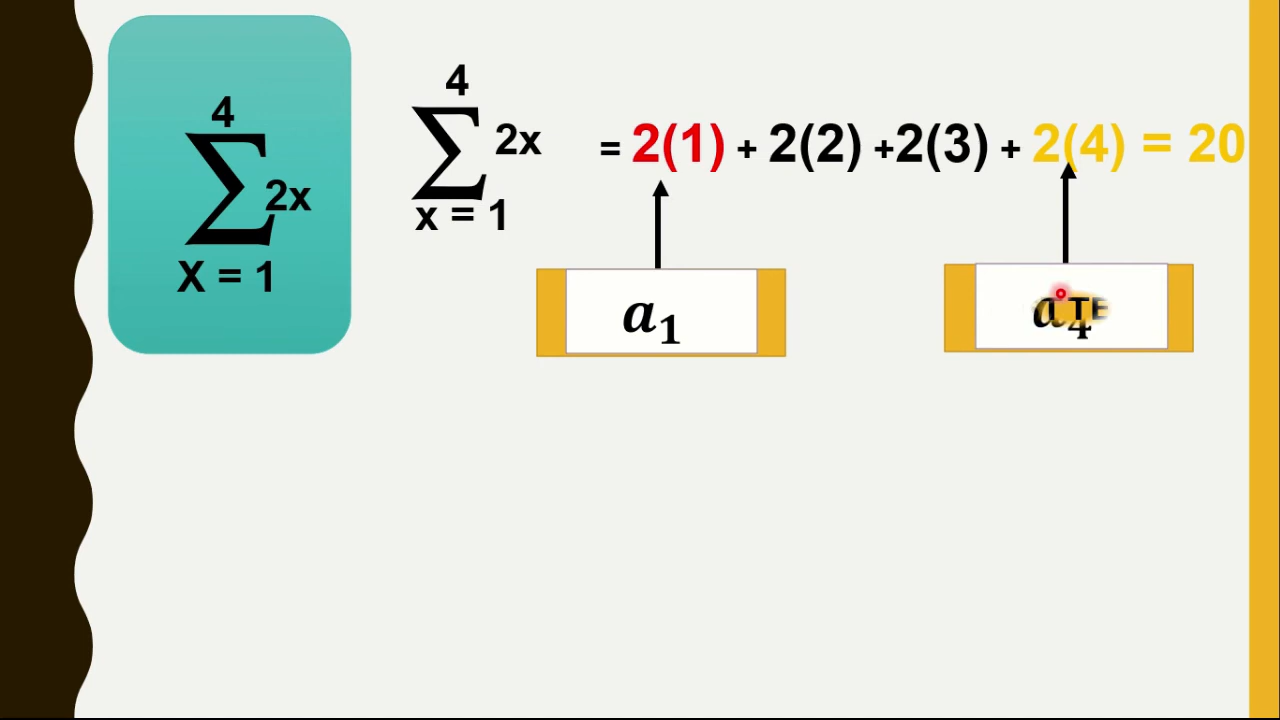 4
∑ 2x
X = 1
4
∑ 2x = 2(1) + 2(2) +2(3) + 2(4) = 20
x = 1
a₁
a₄